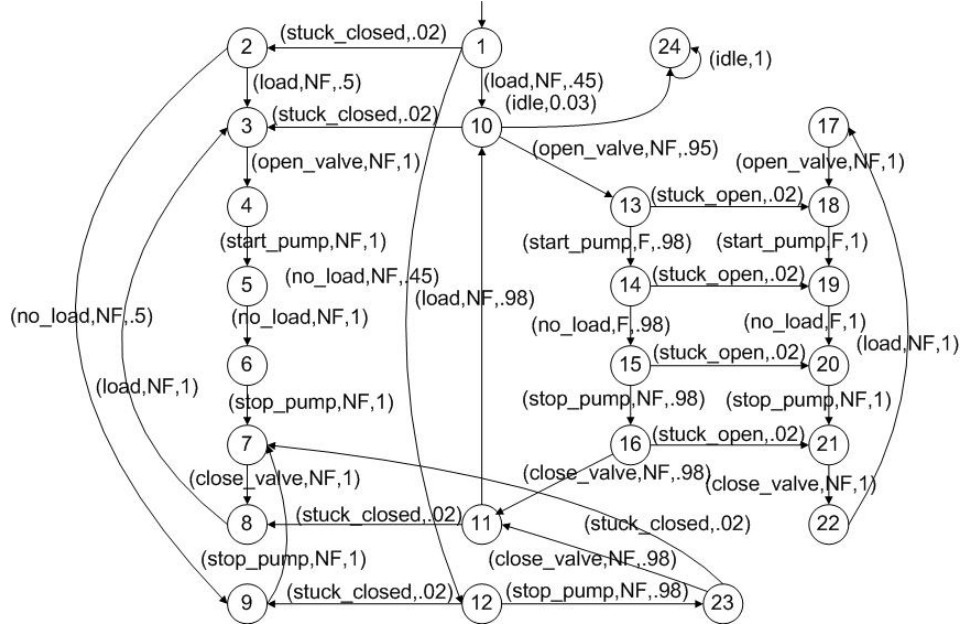 2 (stuck_closed,.02) 1 24
(idle,1)
(load,NF,.5) (load,NF,.45)
(idle,0.03)
3 (stuck_closed,.02) 10 17
(open_valve,NF,1) (open_valve,NF,.95) (open_valve,NF,1)
4 13 (stuck_open,.02) 18
(start_pump,NF,1) (start_pump,F,.98) (start_pump,F,1)
5 (no_load,NF,.45) (load,NF,.98) 14 (stuck_open,.02) 19
(no_load,NF,.5) (no_load,NF,1) (no_load,F,.98) (no_load,F,1)
(load,NF,1)
6 15 (stuck_open,.02) 20
(load,NF,1) (stop_pump,NF,1) (stop_pump,NF,.98) (stop_pump,NF,1)
7 16 (stuck_open,.02) 21
(close_valve,NF,1) (close_valve,NF,.98) (close_valve,NF,1)
8 (stuck_closed,.02) 11 (stuck_closed,.02) 22
(stop_pump,NF,1) (close_valve,NF,.98)
9 (stuck_closed,.02) 12 (stop_pump,NF,.98) 23